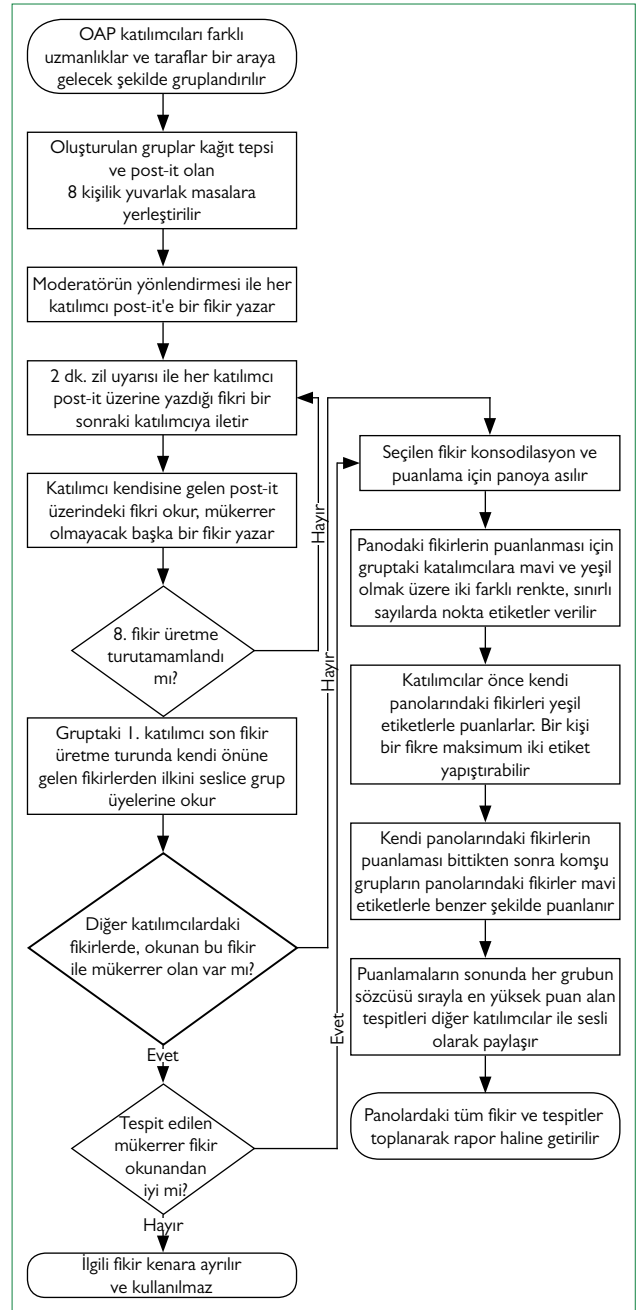 OAP katılımcıları farklı
uzmanlıklar ve taraflar bir araya
gelecek şekilde gruplandırılır
Oluşturulan gruplar kağıt tepsi
ve post-it olan
8 kişilik yuvarlak masalara
yerleştirilir
Moderatörün yönlendirmesi ile her
katılımcı post-it'e bir fikir yazar
2 dk. zil uyarısı ile her katılımcı
post-it üzerine yazdığı fikri bir
sonraki katılımcıya iletir
Katılımcı kendisine gelen post-it
üzerindeki fikri okur, mükerrer
olmayacak başka bir fikir yazar
8. fikir üretme
turutamamlandı
mı?
Hayır
Gruptaki 1. katılımcı son fikir
üretme turunda kendi önüne
gelen fikirlerden ilkini seslice grup
üyelerine okur
Diğer katılımcılardaki
fikirlerde, okunan bu fikir
ile mükerrer olan var mı?
Hayır
Evet
Tespit edilen
mükerrer fikir
okunandan
iyi mi?
Evet
Hayır
İlgili fikir kenara ayrılır
ve kullanılmaz
Seçilen fikir konsodilasyon ve
puanlama için panoya asılır
Panodaki fikirlerin puanlanması için
gruptaki katalımcılara mavi ve yeşil
olmak üzere iki farklı renkte, sınırlı
sayılarda nokta etiketler verilir
Katılımcılar önce kendi
panolarındaki fikirleri yeşil
etiketlerle puanlarlar. Bir kişi
bir fikre maksimum iki etiket
yapıştırabilir
Kendi panolarındaki fikirlerin
puanlaması bittikten sonra komşu
grupların panolarındaki fikirler mavi
etiketlerle benzer şekilde puanlanır
Puanlamaların sonunda her grubun
sözcüsü sırayla en yüksek puan alan
tespitleri diğer katılımcılar ile sesli
olarak paylaşır
Panolardaki tüm fikir ve tespitler
toplanarak rapor haline getirilir